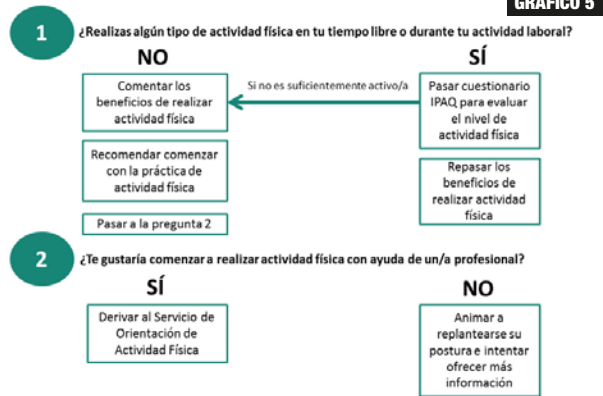 GRÁFICO 5
1
¿Realizas algún tipo de actividad física en tu tiempo libre o durante tu actividad laboral?
NO
Comentar los
beneficios de realizar
actividad física
Recomendar comenzar
con la práctica de
actividad física
Pasar a la pregunta 2
Si no es suficientemente activo/a
SÍ
Pasar cuestionario
IPAQ para evaluar
el nivel de
actividad física
Repasar los
beneficios de
realizar actividad
física
2
¿Te gustaría comenzar a realizar actividad física con ayuda de un/a profesional?
SÍ
Derivar al Servicio de
Orientación de
Actividad Física
NO
Animar a
replantearse su
postura e intentar
ofrecer más
información